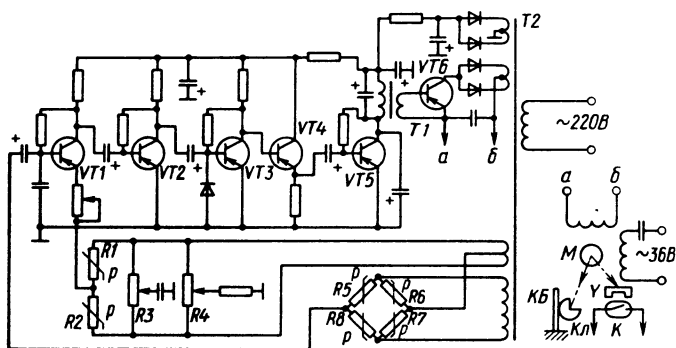 T2
VT6
T1
а
б
~220В
VT1
VT2
VT3
VT4
VT5
а
б
М
~36В
КБ
Кл
У
К
R1
р
R2
р
R3
R4
R5
р
R6
р
R8
р
R7
р
+
+
+
+
+
+
+
+
+